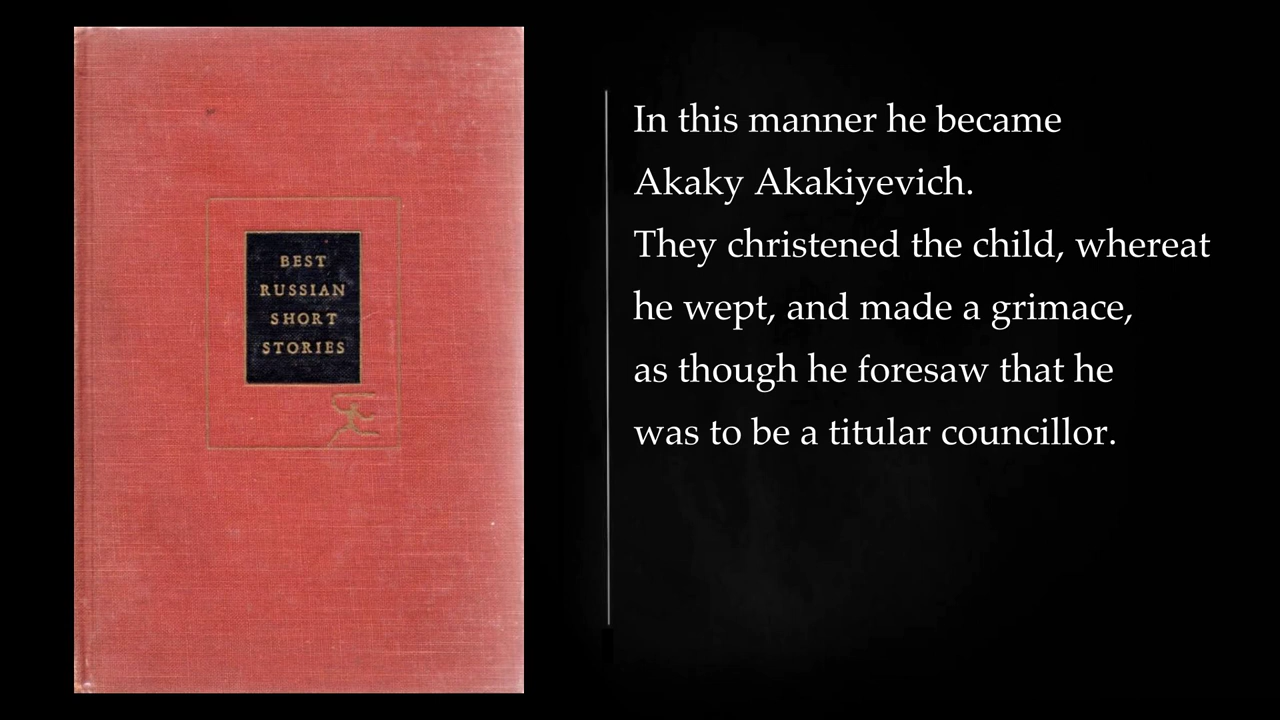 BEST
RUSSIAN
SHORT
STORIES
In this manner he became
Akaky Akakiyevich.
They christened the child, whereat
he wept, and made a grimace,
as though he foresaw that he
was to be a titular councillor.